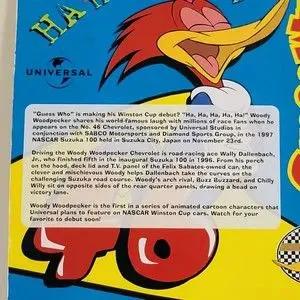 HA
UNIVERSAL
"Guess Who" is making his Winston Cup debut? "Ha, Ha, Ha, Ha, Ha!" Woody
Woodpecker shares his world-famous laugh with millions of race fans when he
appears on the No. 46 Chevrolet, sponsored by Universal Studios in
conjunction with SABCO Motorsports and Diamond Sports Group, in the 1997
NASCAR Suzuka 100 held in Suzuka City, Japan on November 23rd.
Driving the Woody Woodpecker Chevrolet is road-racing ace Wally Dallenbach,
Jr., who finished fifth in the inaugural Suzuka 100 in 1996. From his perch
on the hood, deck lid and T.V. panel of the Felix Sabates-owned car, the
clever and mischievous Woody helps Dallenbach take the curves on the
challenging Suzuka road course. Woody's arch rival, Buzz Buzzard, and Chilly
Willy sit on opposite sides of the rear quarter panels, drawing a bead on
victory lane.
Woody Woodpecker is the first in a series of animated cartoon characters that
Universal plans to feature on NASCAR Winston Cup cars. Watch for your
favorite to debut soon!